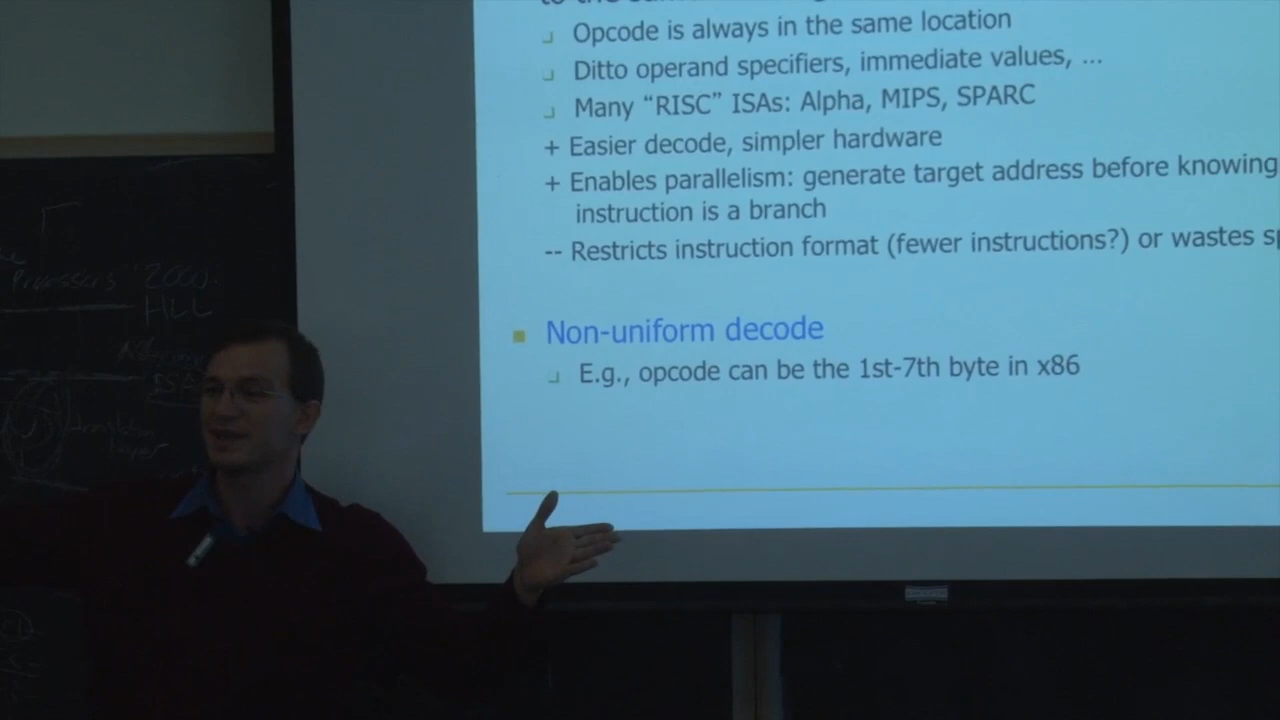 Opcode is always in the same location
Ditto operand specifiers, immediate values, ...
Many “RISC” ISAs: Alpha, MIPS, SPARC
+ Easier decode, simpler hardware
+ Enables parallelism: generate target address before knowing
instruction is a branch
-- Restricts instruction format (fewer instructions?) or wastes
Non-uniform decode
E.g., opcode can be the 1st-7th byte in x86
2000:
HLL